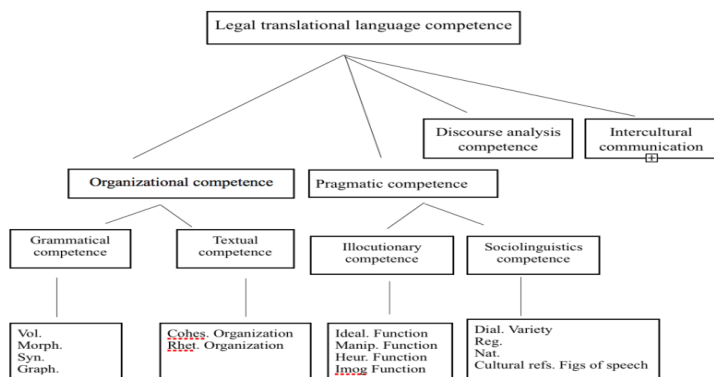 Legal translational language competence
Discourse analysis
competence
Intercultural
communication
Organizational competence
Pragmatic competence
Grammatical
competence
Textual
competence
Illocutionary
competence
Sociolinguistics
competence
Vol.
Morph.
Syn.
Graph.
Cohes. Organization
Rhet. Organization
Ideal. Function
Manip. Function
Heur. Function
Imog Function
Dial. Variety
Reg.
Nat.
Cultural refs. Figs of speech